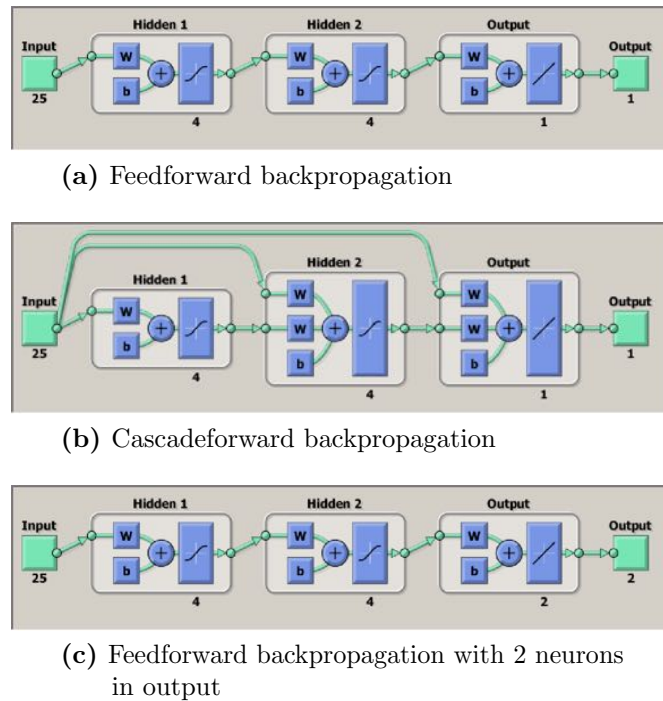 Hidden 1 Hidden 2 Output
Input Output
W W W
b b b
25 1
4 4 1
(a) Feedforward backpropagation
Hidden 2 Output
Hidden 1
Input Output
W W
W W W
b b b
25 1
4 4 1
(b) Cascadeforward backpropagation
Hidden 1 Hidden 2 Output
Input Output
W W W
b b b
25 2
4 4 2
(c) Feedforward backpropagation with 2 neurons
in output